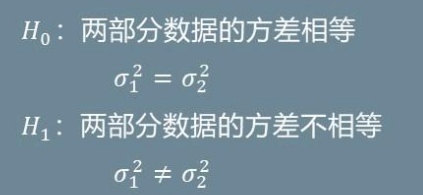 H₀：两部分数据的方差相等
σ₁² = σ₂²
H₁：两部分数据的方差不相等
σ₁² ≠ σ₂²